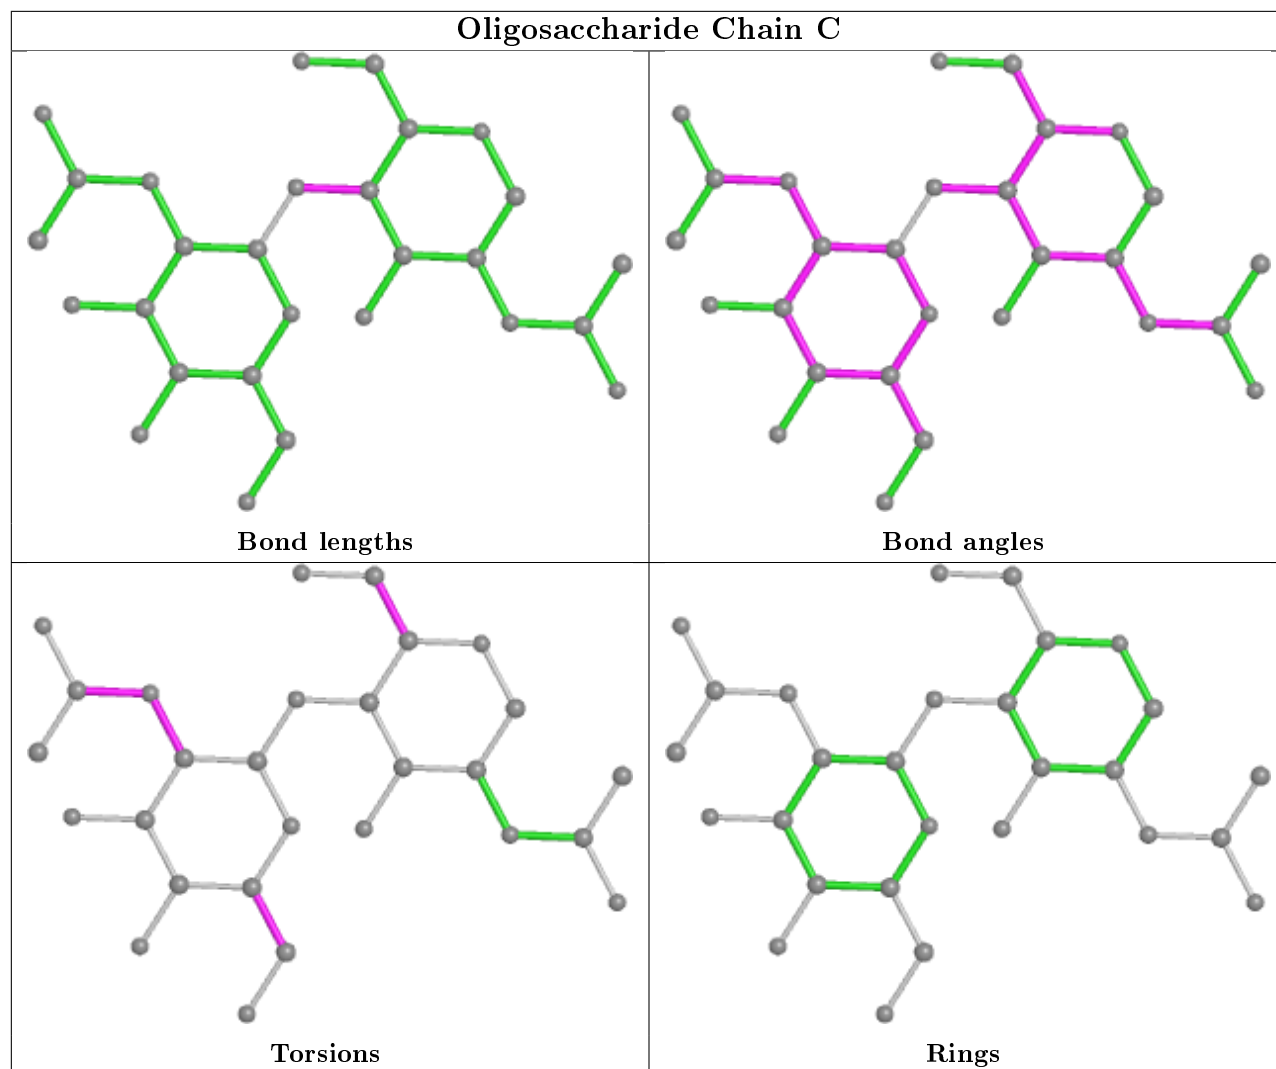 Oligosaccharide Chain C
Bond lengths
Bond angles
Torsions
Rings